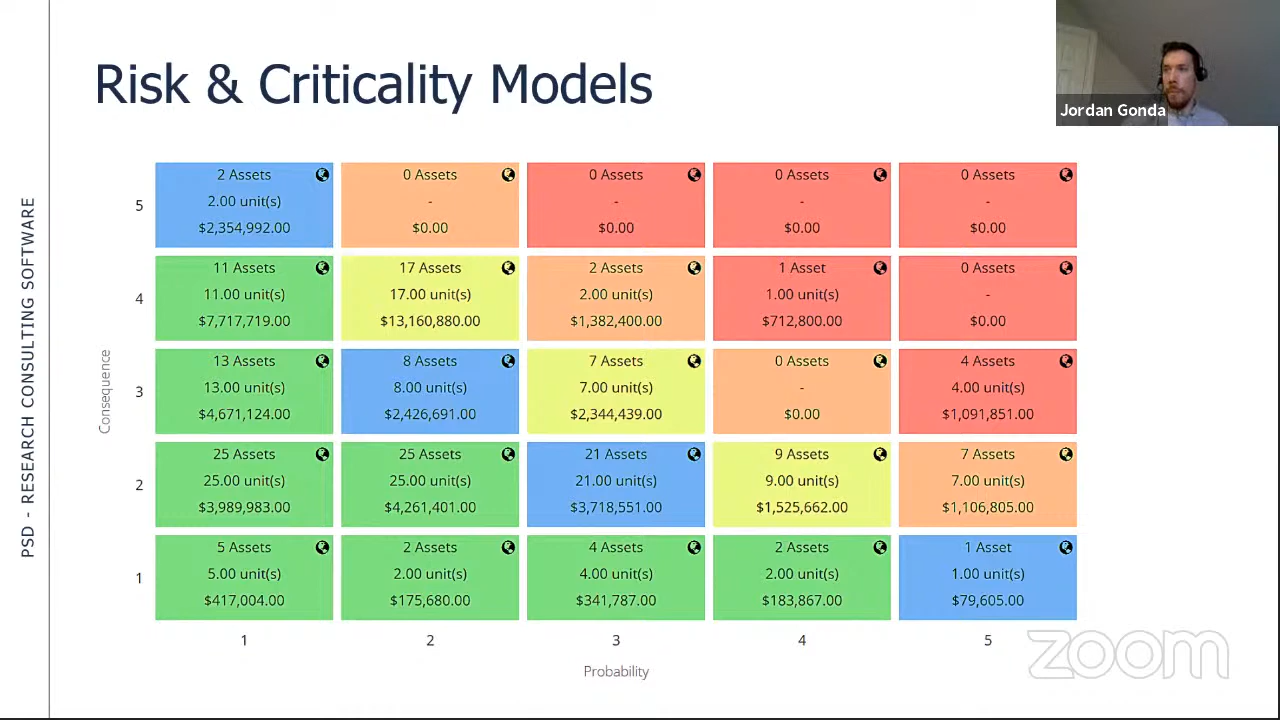 Risk & Criticality Models
Jordan Gonda
PSD - RESEARCH CONSULTING SOFTWARE
Consequence
5
2 Assets
2.00 unit(s)
$2,354,992.00
0 Assets
-
$0.00
0 Assets
-
$0.00
0 Assets
-
$0.00
0 Assets
-
$0.00
4
11 Assets
11.00 unit(s)
$7,717,719.00
17 Assets
17.00 unit(s)
$13,160,880.00
2 Assets
2.00 unit(s)
$1,382,400.00
1 Asset
1.00 unit(s)
$712,800.00
0 Assets
-
$0.00
3
13 Assets
13.00 unit(s)
$4,671,124.00
8 Assets
8.00 unit(s)
$2,426,691.00
7 Assets
7.00 unit(s)
$2,344,439.00
0 Assets
-
$0.00
4 Assets
4.00 unit(s)
$1,091,851.00
2
25 Assets
25.00 unit(s)
$3,989,983.00
25 Assets
25.00 unit(s)
$4,261,401.00
21 Assets
21.00 unit(s)
$3,718,551.00
9 Assets
9.00 unit(s)
$1,525,662.00
7 Assets
7.00 unit(s)
$1,106,805.00
1
5 Assets
5.00 unit(s)
$417,004.00
2 Assets
2.00 unit(s)
$175,680.00
4 Assets
4.00 unit(s)
$341,787.00
2 Assets
2.00 unit(s)
$183,867.00
1 Asset
1.00 unit(s)
$79,605.00
1
2
3
4
5
Probability
zoom